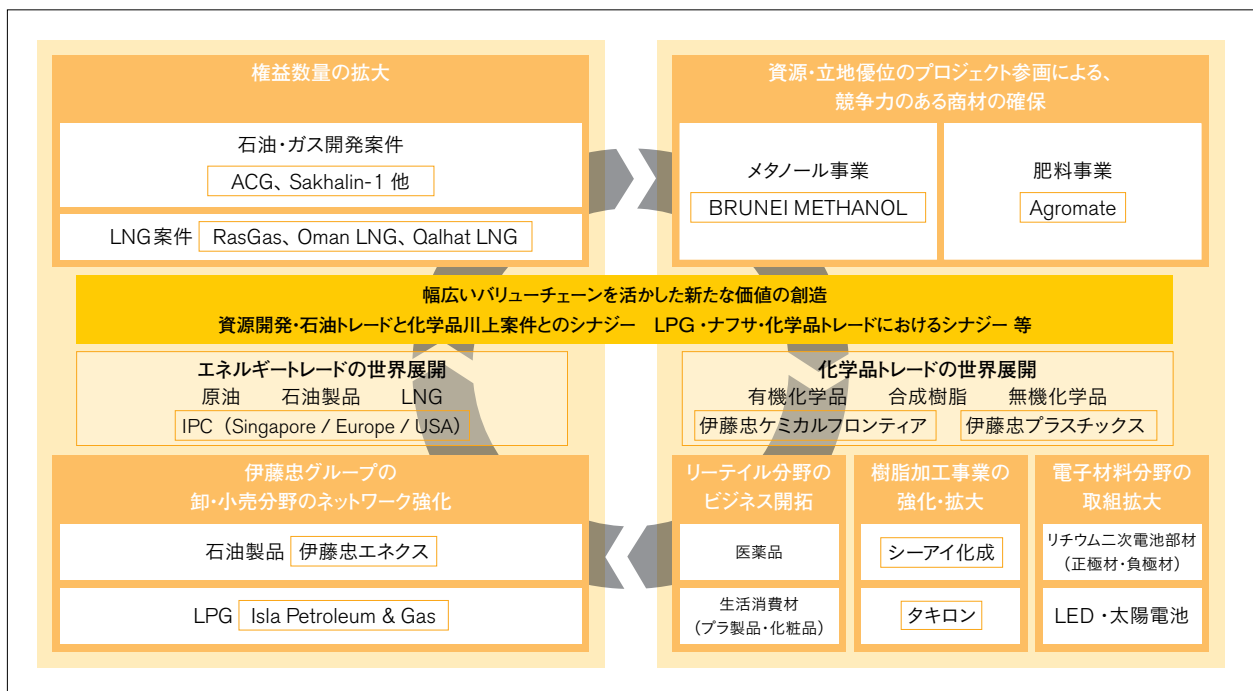 権益数量の拡大
石油・ガス開発案件
ACG、Sakhalin-1 他
LNG案件 RasGas、Oman LNG、Qalhat LNG
資源・立地優位のプロジェクト参画による、
競争力のある商材の確保
メタノール事業
BRUNEI METHANOL
肥料事業
Agromate
幅広いバリューチェーンを活かした新たな価値の創造
資源開発・石油トレードと化学品川上案件とのシナジー LPG・ナフサ・化学品トレードにおけるシナジー 等
エネルギートレードの世界展開
原油 石油製品 LNG
IPC（Singapore / Europe / USA）
化学品トレードの世界展開
有機化学品 合成樹脂 無機化学品
伊藤忠ケミカルフロンティア 伊藤忠プラスチックス
伊藤忠グループの
卸・小売分野のネットワーク強化
石油製品 伊藤忠エネクス
LPG Isla Petroleum & Gas
リーテイル分野の
ビジネス開拓
医薬品
生活消費材
（プラ製品・化粧品）
樹脂加工事業の
強化・拡大
シーアイ化成
タキロン
電子材料分野の
取組拡大
リチウム二次電池部材
（正極材・負極材）
LED・太陽電池